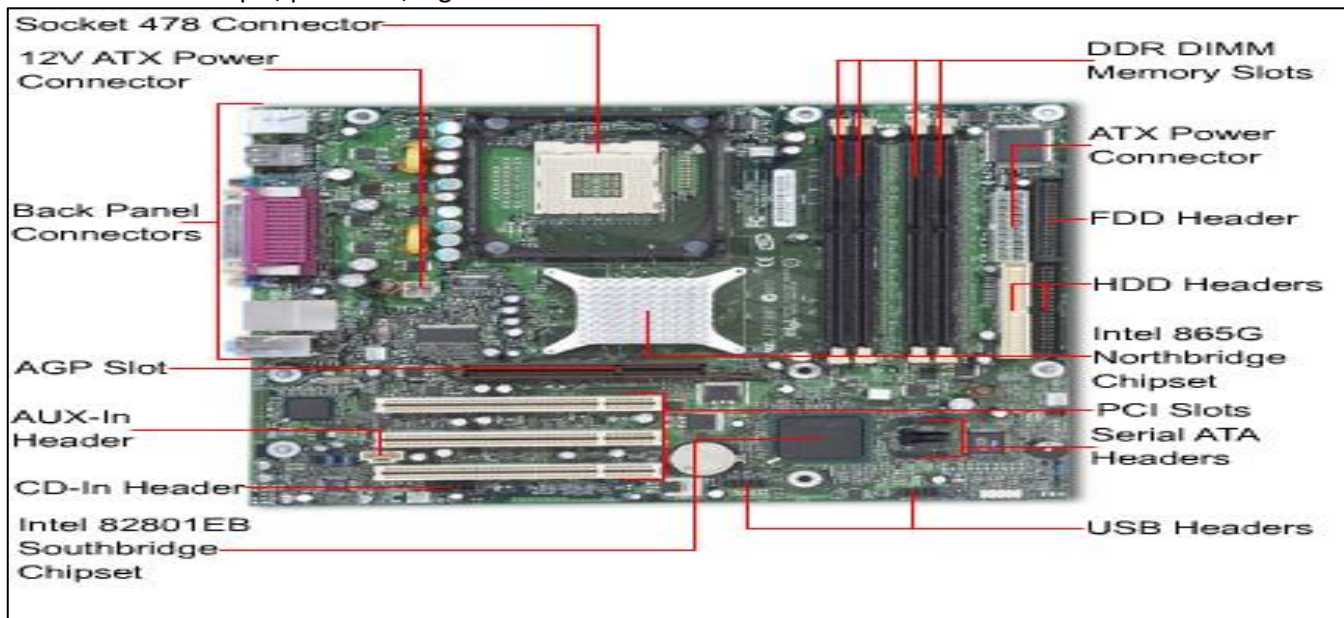 Socket 478 Connector
12V ATX Power
Connector
Back Panel
Connectors
AGP Slot
AUX-In
Header
CD-In Header
Intel 82801EB
Southbridge
Chipset
DDR DIMM
Memory Slots
ATX Power
Connector
FDD Header
HDD Headers
Intel 865G
Northbridge
Chipset
PCI Slots
Serial ATA
Headers
USB Headers